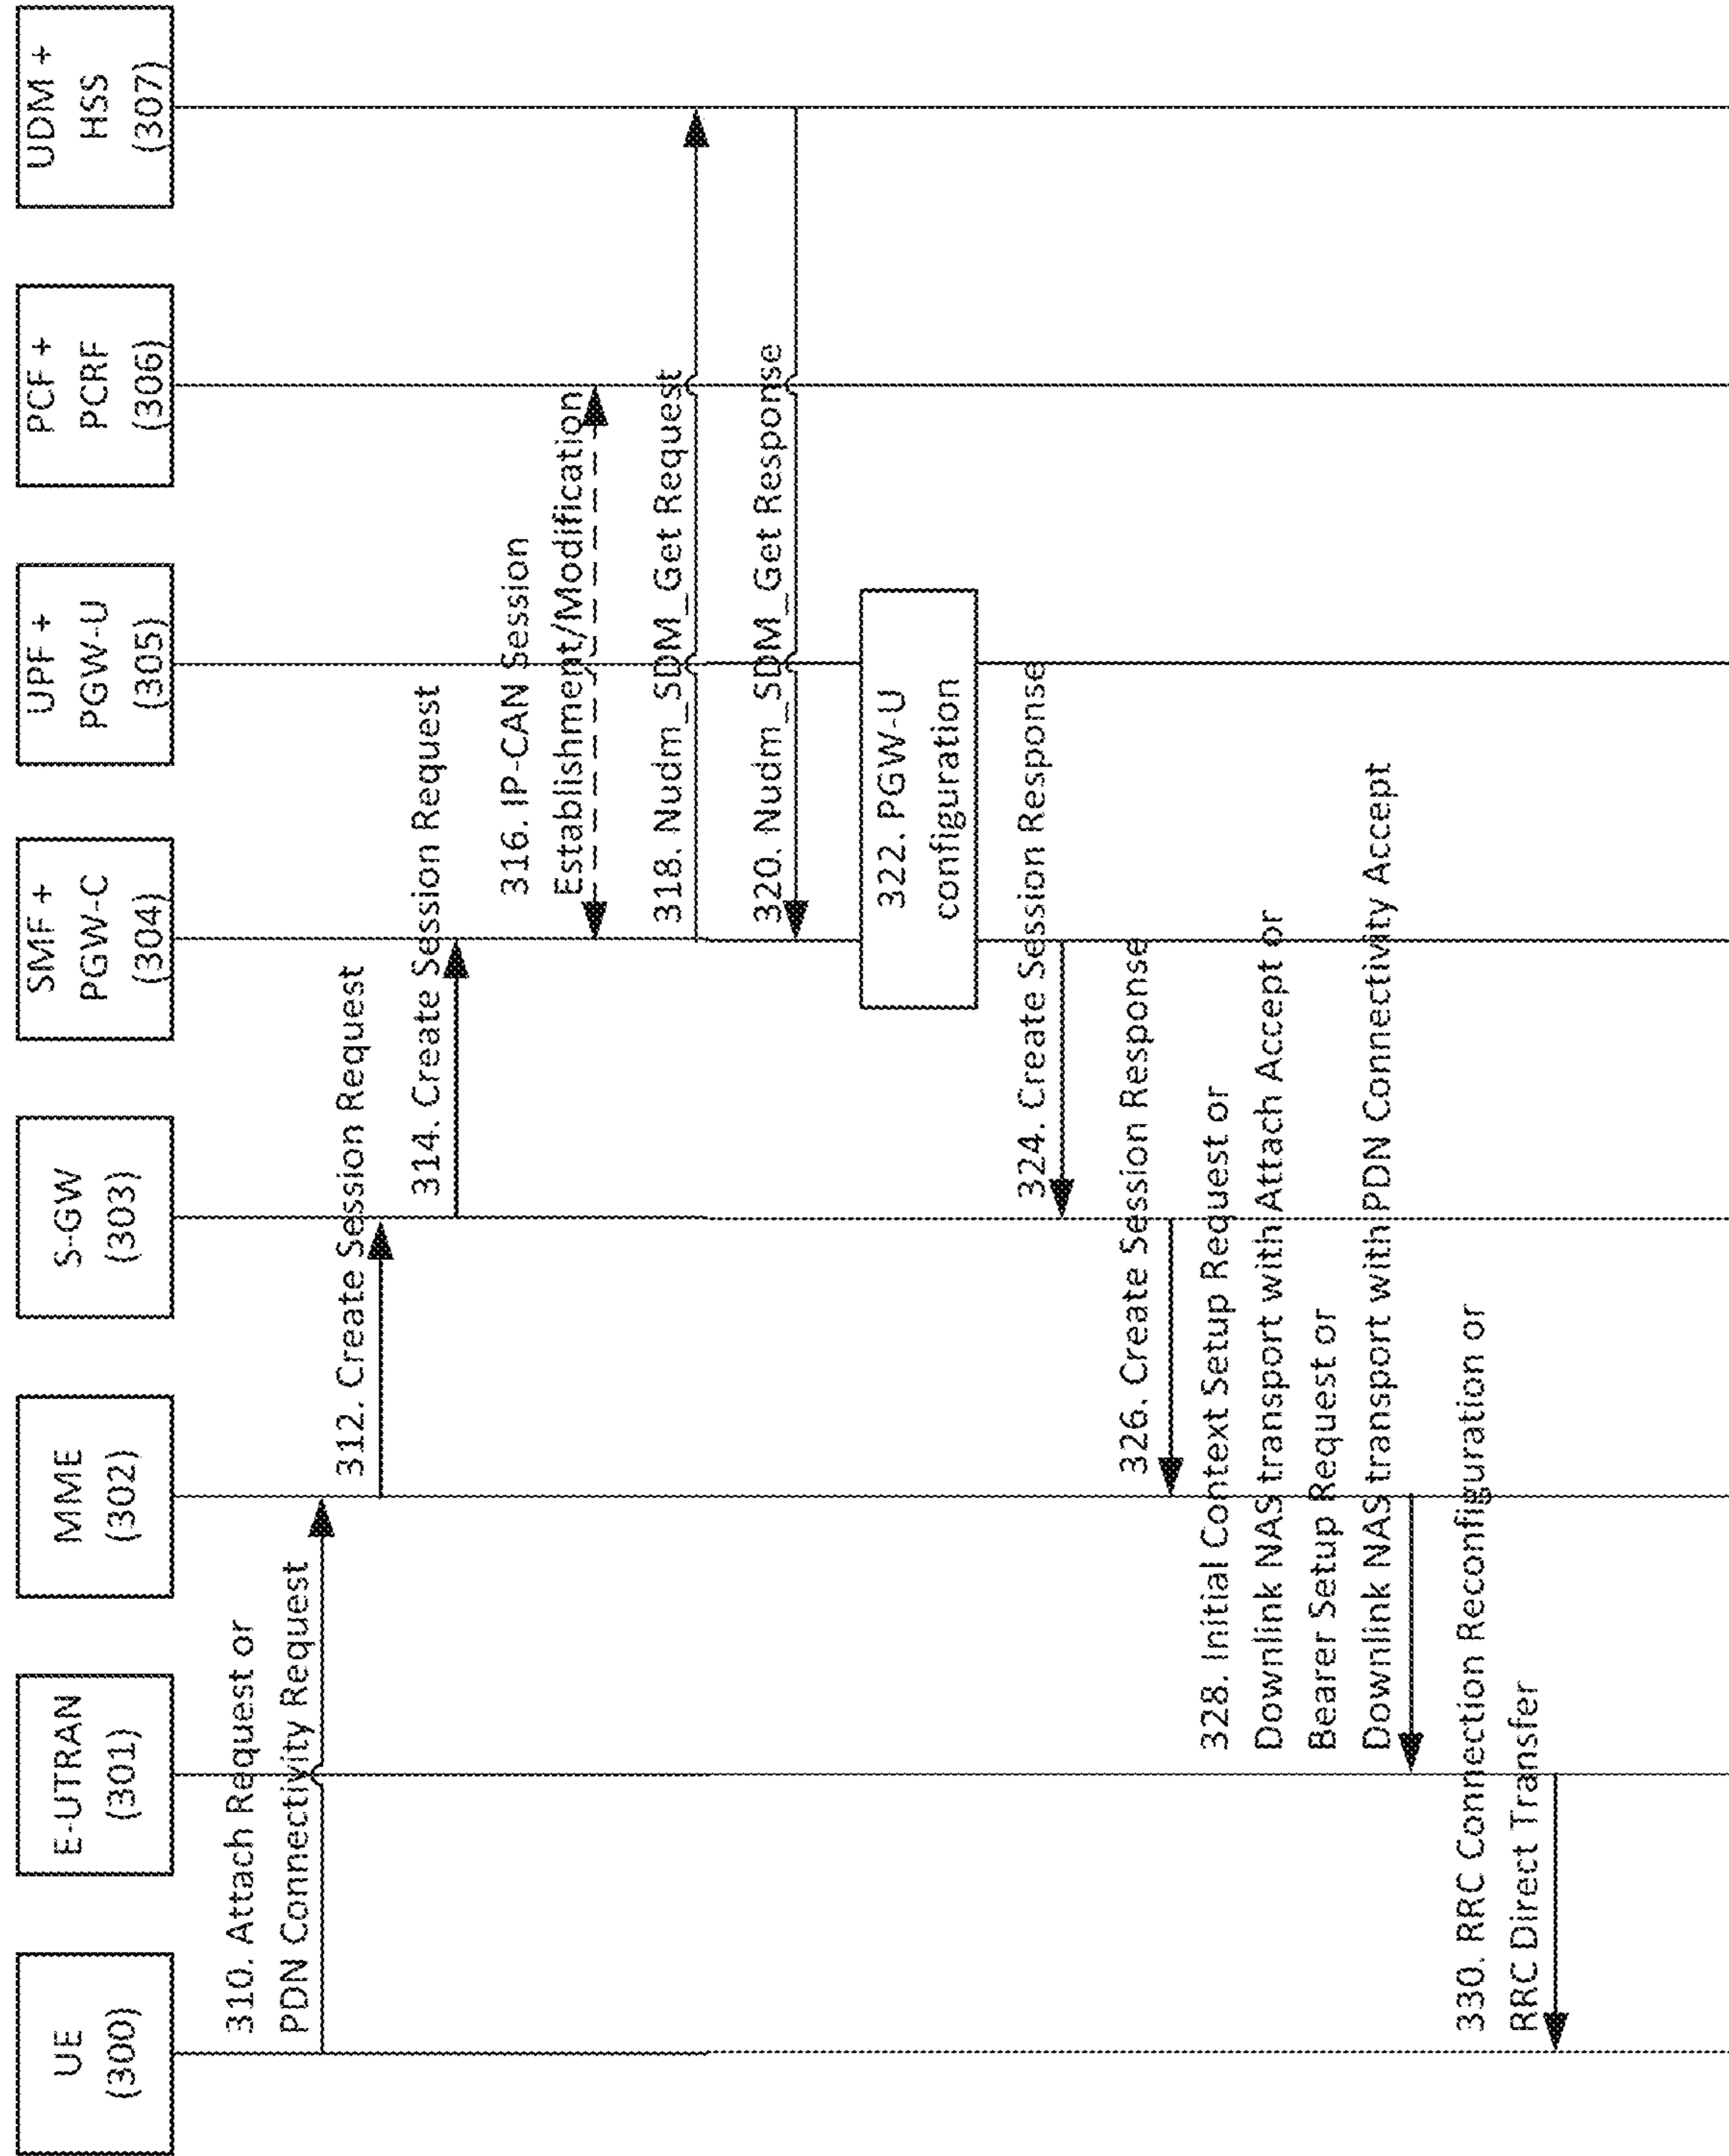 UE
(300)
E-UTRAN
(301)
MME
(302)
S-GW
(303)
SMF +
PGW-C
(304)
UPF +
PGW-U
(305)
PCF +
PCRF
(306)
UDM +
HSS
(307)
310. Attach Request or
PDN Connectivity Request
312. Create Session Request
314. Create Session Request
316. IP-CAN Session
Establishment/Modification
318. Nudm_SDM_Get Request
320. Nudm_SDM_Get Response
322. PGW-U
configuration
324. Create Session Response
326. Create Session Response
328. Initial Context Setup Request or
Downlink NAS transport with Attach Accept or
Bearer Setup Request or
Downlink NAS transport with PDN Connectivity Accept
330. RRC Connection Reconfiguration or
RRC Direct Transfer